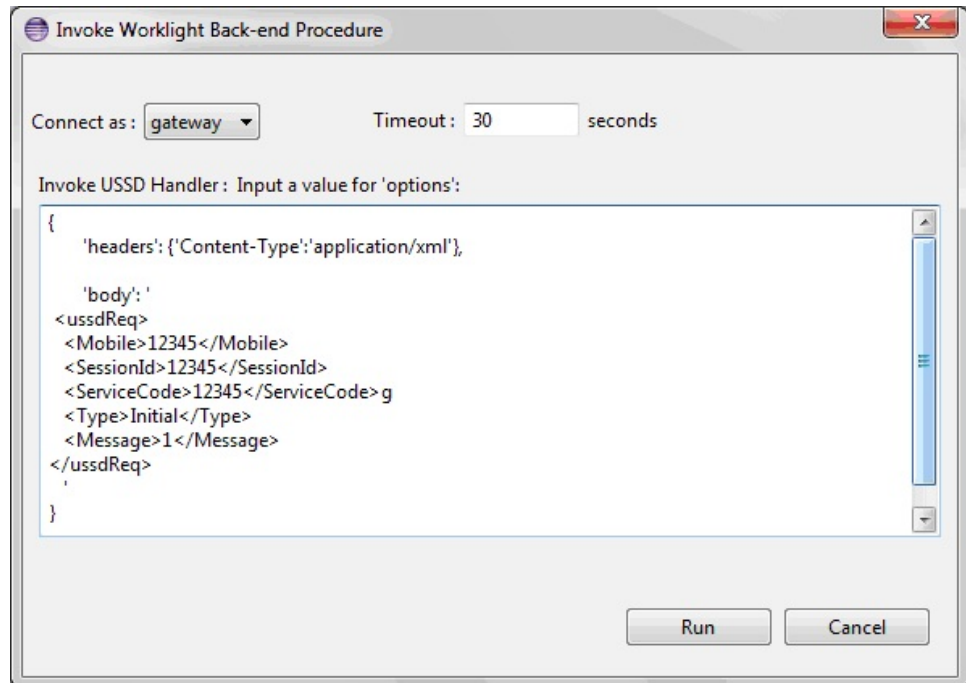 Invoke Worklight Back-end Procedure
Connect as : gateway Timeout : 30 seconds
Invoke USSD Handler : Input a value for 'options':
{
'headers': {'Content-Type':'application/xml'},
'body': '
<ussdReq>
<Mobile>12345</Mobile>
<SessionId>12345</SessionId>
<ServiceCode>12345</ServiceCode>g
<Type>Initial</Type>
<Message>1</Message>
</ussdReq>
'
}
Run Cancel